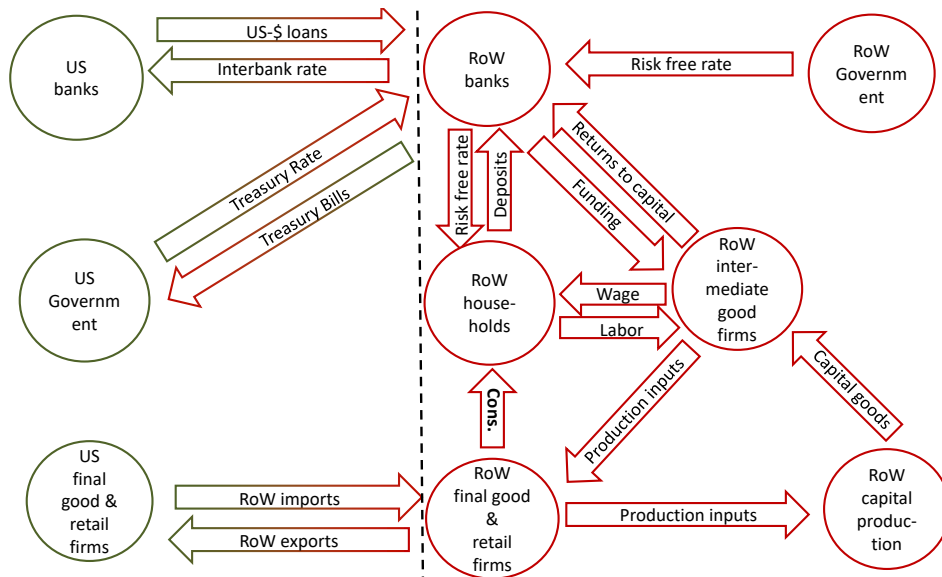 US-$ loans
Interbank rate
US
banks
RoW
banks
Risk free rate
RoW
Governm
ent
Treasury Rate
Treasury Bills
Risk free rate
Deposits
Returns to capital
Funding
US
Governm
ent
RoW
house-
holds
Wage
Labor
RoW
inter-
mediate
good
firms
Cons.
Production inputs
Capital goods
US
final
good &
retail
firms
RoW imports
RoW exports
RoW
final good
&
retail
firms
Production inputs
RoW
capital
produc-
tion